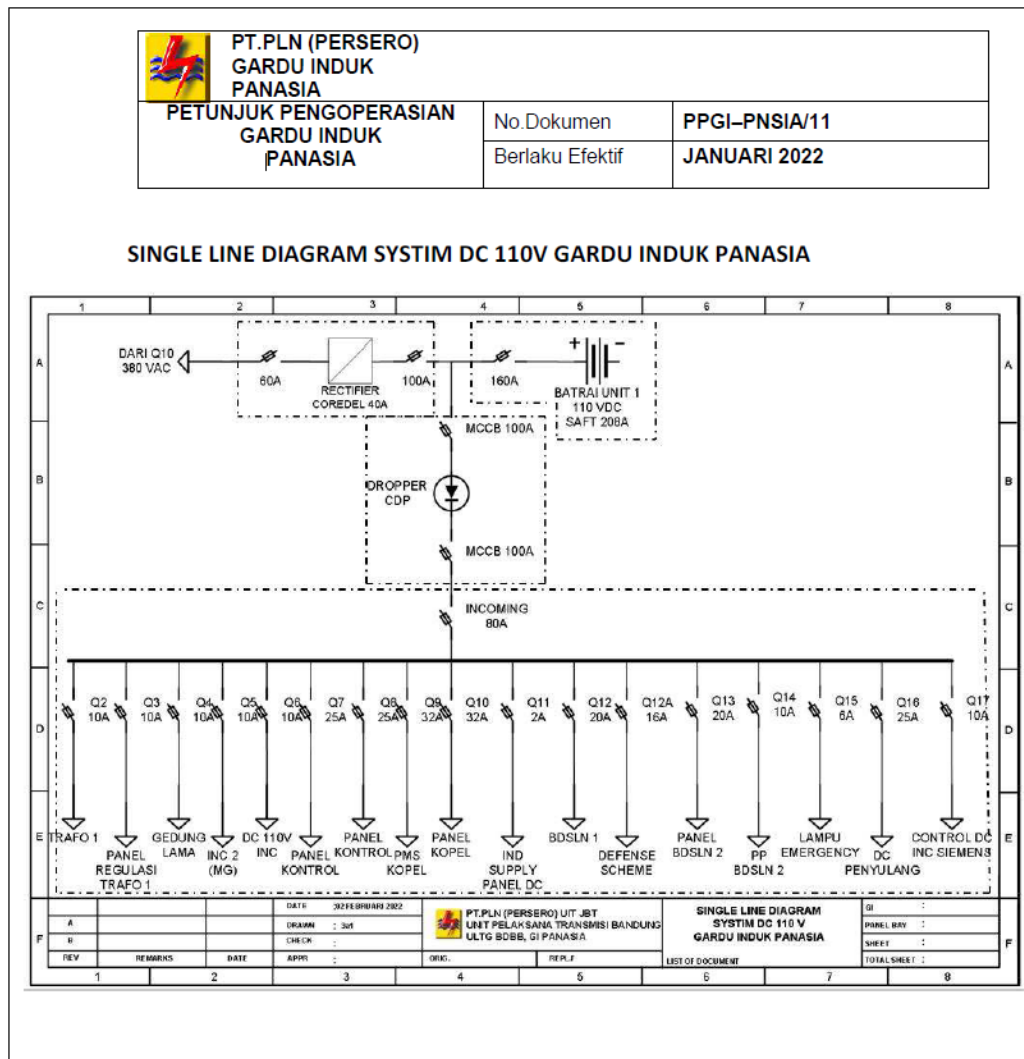 PT.PLN (PERSERO)
GARDU INDUK
PANASIA
PETUNJUK PENGOPERASIAN
GARDU INDUK
PANASIA
No.Dokumen
PPGI–PNSIA/11
Berlaku Efektif
JANUARI 2022
SINGLE LINE DIAGRAM SYSTIM DC 110V GARDU INDUK PANASIA
1 2 3 4 5 6 7 8
A A
DARI Q10
380 VAC
60A
RECTIFIER
COREDEL 40A
100A
160A
+ -
BATRAI UNIT 1
110 VDC
SAFT 208A
MCCB 100A
B B
DROPPER
CDP
MCCB 100A
C C
INCOMING
80A
D D
Q2
10A
Q3
10A
Q4
10A
Q5
10A
Q6
10A
Q7
25A
Q8
25A
Q9
32A
Q10
32A
Q11
2A
Q12
20A
Q12A
16A
Q13
20A
Q14
10A
Q15
6A
Q16
25A
Q17
10A
E E
TRAFO 1
PANEL
REGULASI
TRAFO 1
GEDUNG
LAMA
INC 2
(MG)
DC 110V
INC
PANEL
KONTROL
PANEL
KONTROL
PMS
KOPEL
PANEL
KOPEL
IND
SUPPLY
PANEL DC
BDSLN 1
DEFENSE
SCHEME
PANEL
BDSLN 2
PP
BDSLN 2
LAMPU
EMERGENCY
DC
PENYULANG
CONTROL DC
INC SIEMENS
F F
A
B
REV
REMARKS
DATE
DATE :02 FEBRUARI 2022
DRAWN :
CHECK :
APPR :
PT.PLN (PERSERO) UIT JBT
UNIT PELAKSANA TRANSMISI BANDUNG
ULTG BDBB, GI PANASIA
ORIG.
REPL.F
SINGLE LINE DIAGRAM
SYSTIM DC 110 V
GARDU INDUK PANASIA
LIST OF DOCUMENT
GI :
PANEL BAY :
SHEET :
TOTAL SHEET :
1 2 3 4 5 6 7 8